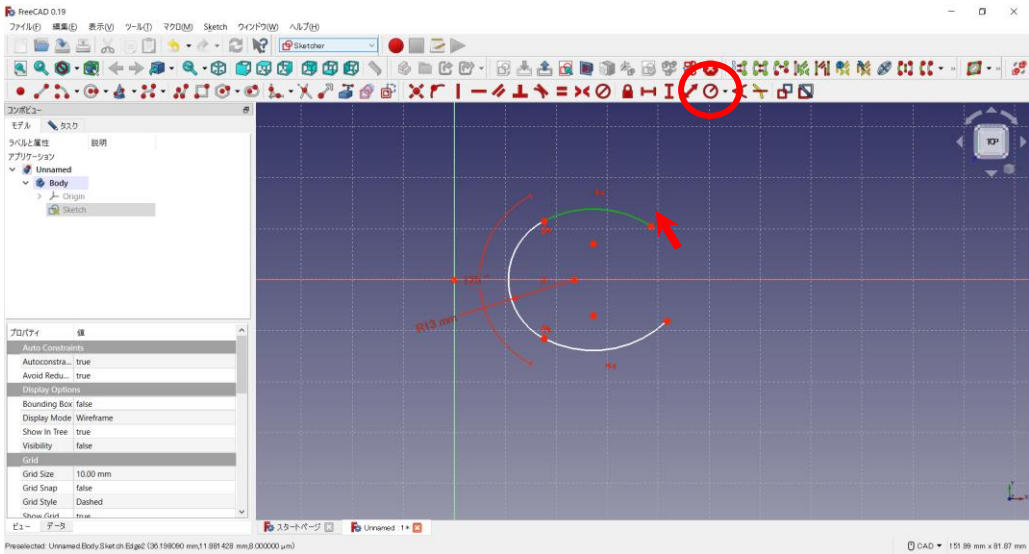 FreeCAD 0.19
ファイル(F) 編集(E) 表示(V) ツール(T) マクロ(M) Sketch ウィンドウ(W) ヘルプ(H)
Sketcher
コンボビュー
モデル タスク
ラベルと属性 説明
アプリケーション
Unnamed
Body
Origin
Sketch
TOP
125 °
R13 mm
プロパティ 値
Auto Constraints
Autoconstra... true
Avoid Redu... true
Display Options
Bounding Box false
Display Mode Wireframe
Show In Tree true
Visibility false
Grid
Grid Size 10.00 mm
Grid Snap false
Grid Style Dashed
Show Grid true
ビュー データ
スタートページ Unnamed : 1*
Preselected: Unnamed.Body.Sketch.Edge2 (36.198090 mm,11.981428 mm,8.000000 μm)
CAD 151.99 mm x 81.87 mm